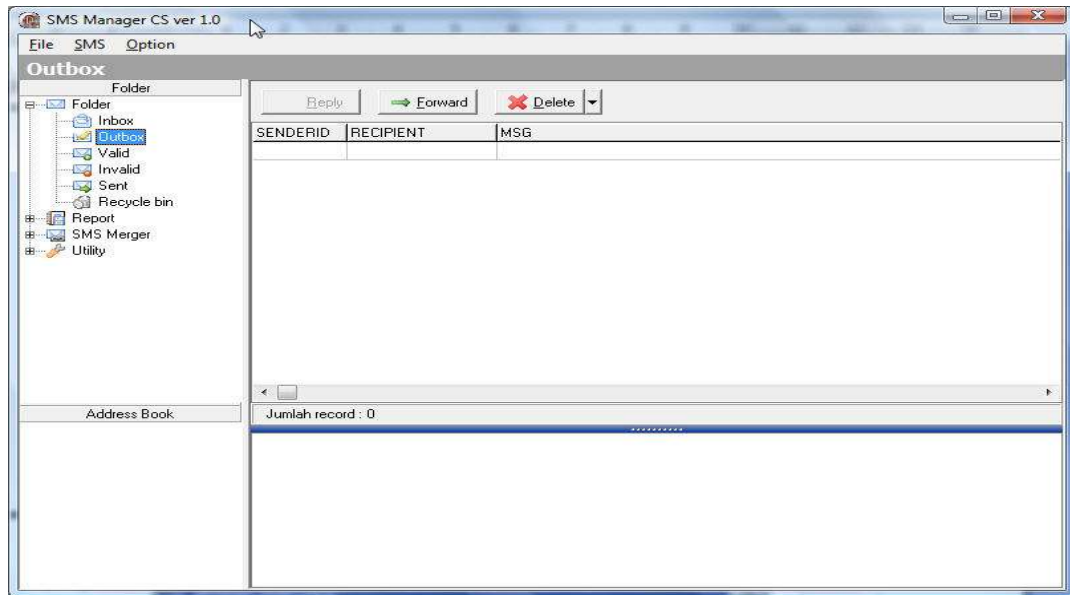 SMS Manager CS ver 1.0
File SMS Option
Outbox
Folder
Folder
Inbox
Outbox
Valid
Invalid
Sent
Recycle bin
Report
SMS Merger
Utility
Address Book
Reply Forward Delete
SENDERID RECIPIENT MSG
Jumlah record : 0